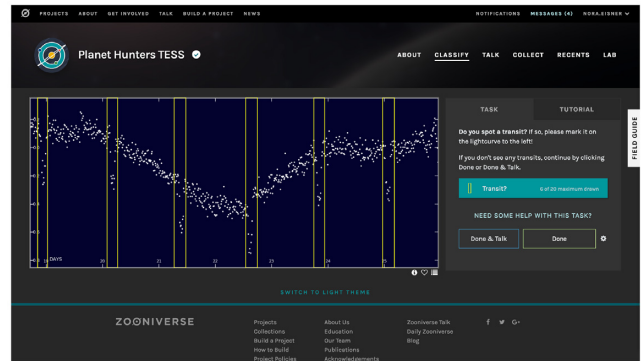 PROJECTS ABOUT GET INVOLVED TALK BUILD A PROJECT NEWS NOTIFICATIONS MESSAGES (4) NORA.EISNER
Planet Hunters TESS
ABOUT CLASSIFY TALK COLLECT RECENTS LAB
TASK TUTORIAL
FIELD GUIDE
Do you spot a transit? If so, please mark it on
the lightcurve to the left!
If you don't see any transits, continue by clicking
Done or Done & Talk.
Transit? 6 of 20 maximum drawn
NEED SOME HELP WITH THIS TASK?
Done & Talk Done
DAYS 20 21 22 23 24 25
SWITCH TO LIGHT THEME
ZOONIVERSE
Projects About Us Zooniverse Talk
Collections Education Daily Zooniverse
Build a Project Our Team Blog
How to Build Publications
Project Policies Acknowledgements